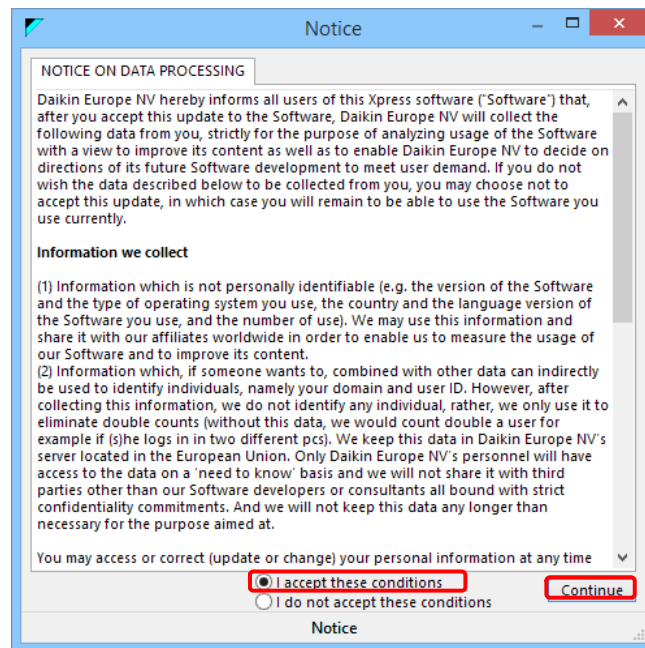 Notice
NOTICE ON DATA PROCESSING
Daikin Europe NV hereby informs all users of this Xpress software ("Software") that,
after you accept this update to the Software, Daikin Europe NV will collect the
following data from you, strictly for the purpose of analyzing usage of the Software
with a view to improve its content as well as to enable Daikin Europe NV to decide on
directions of its future Software development to meet user demand. If you do not
wish the data described below to be collected from you, you may choose not to
accept this update, in which case you will remain to be able to use the Software you
use currently.
Information we collect
(1) Information which is not personally identifiable (e.g. the version of the Software
and the type of operating system you use, the country and the language version of
the Software you use, and the number of use). We may use this information and
share it with our affiliates worldwide in order to enable us to measure the usage of
our Software and to improve its content.
(2) Information which, if someone wants to, combined with other data can indirectly
be used to identify individuals, namely your domain and user ID. However, after
collecting this information, we do not identify any individual, rather, we only use it to
eliminate double counts (without this data, we would count double a user for
example if (s)he logs in in two different pcs). We keep this data in Daikin Europe NV's
server located in the European Union. Only Daikin Europe NV's personnel will have
access to the data on a 'need to know' basis and we will not share it with third
parties other than our Software developers or consultants all bound with strict
confidentiality commitments. And we will not keep this data any longer than
necessary for the purpose aimed at.
You may access or correct (update or change) your personal information at any time
I accept these conditions
I do not accept these conditions
Continue
Notice